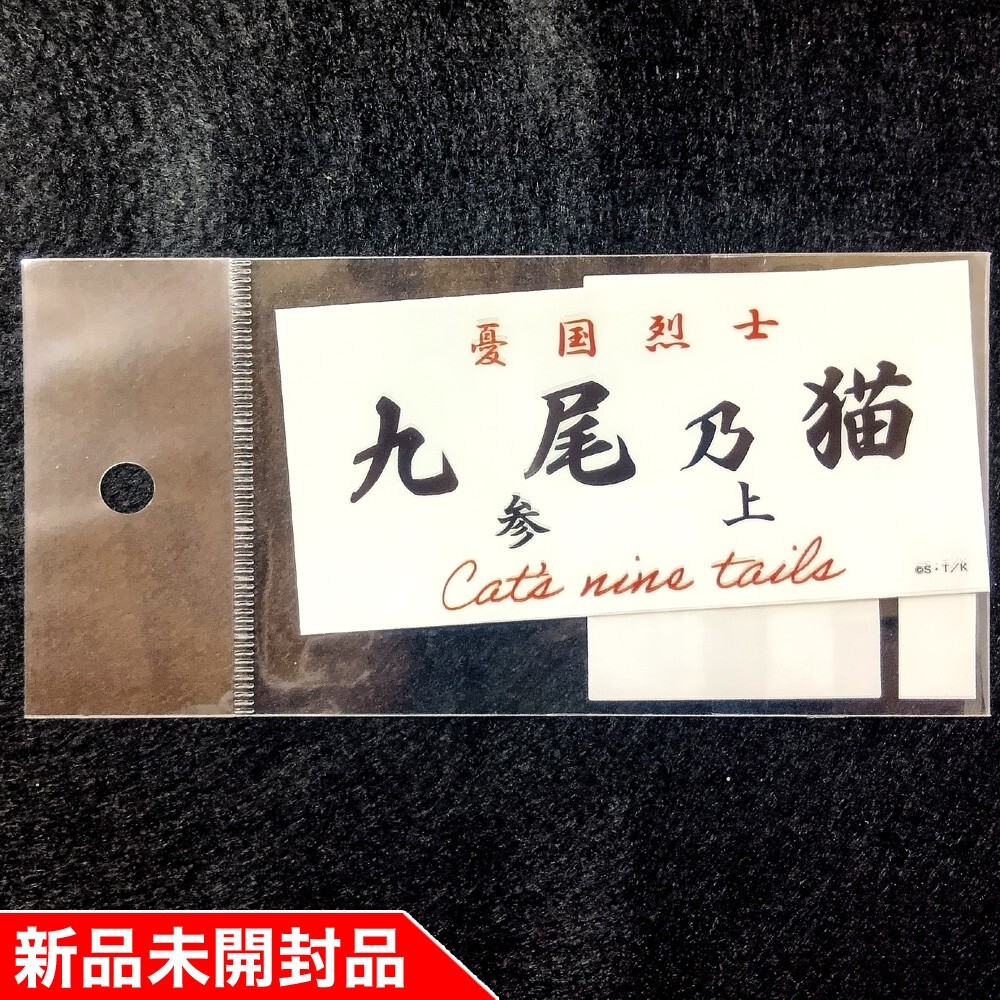 憂国烈士
九尾乃猫
参上
Cat's nine tails
©S・T/K
新品未開封品